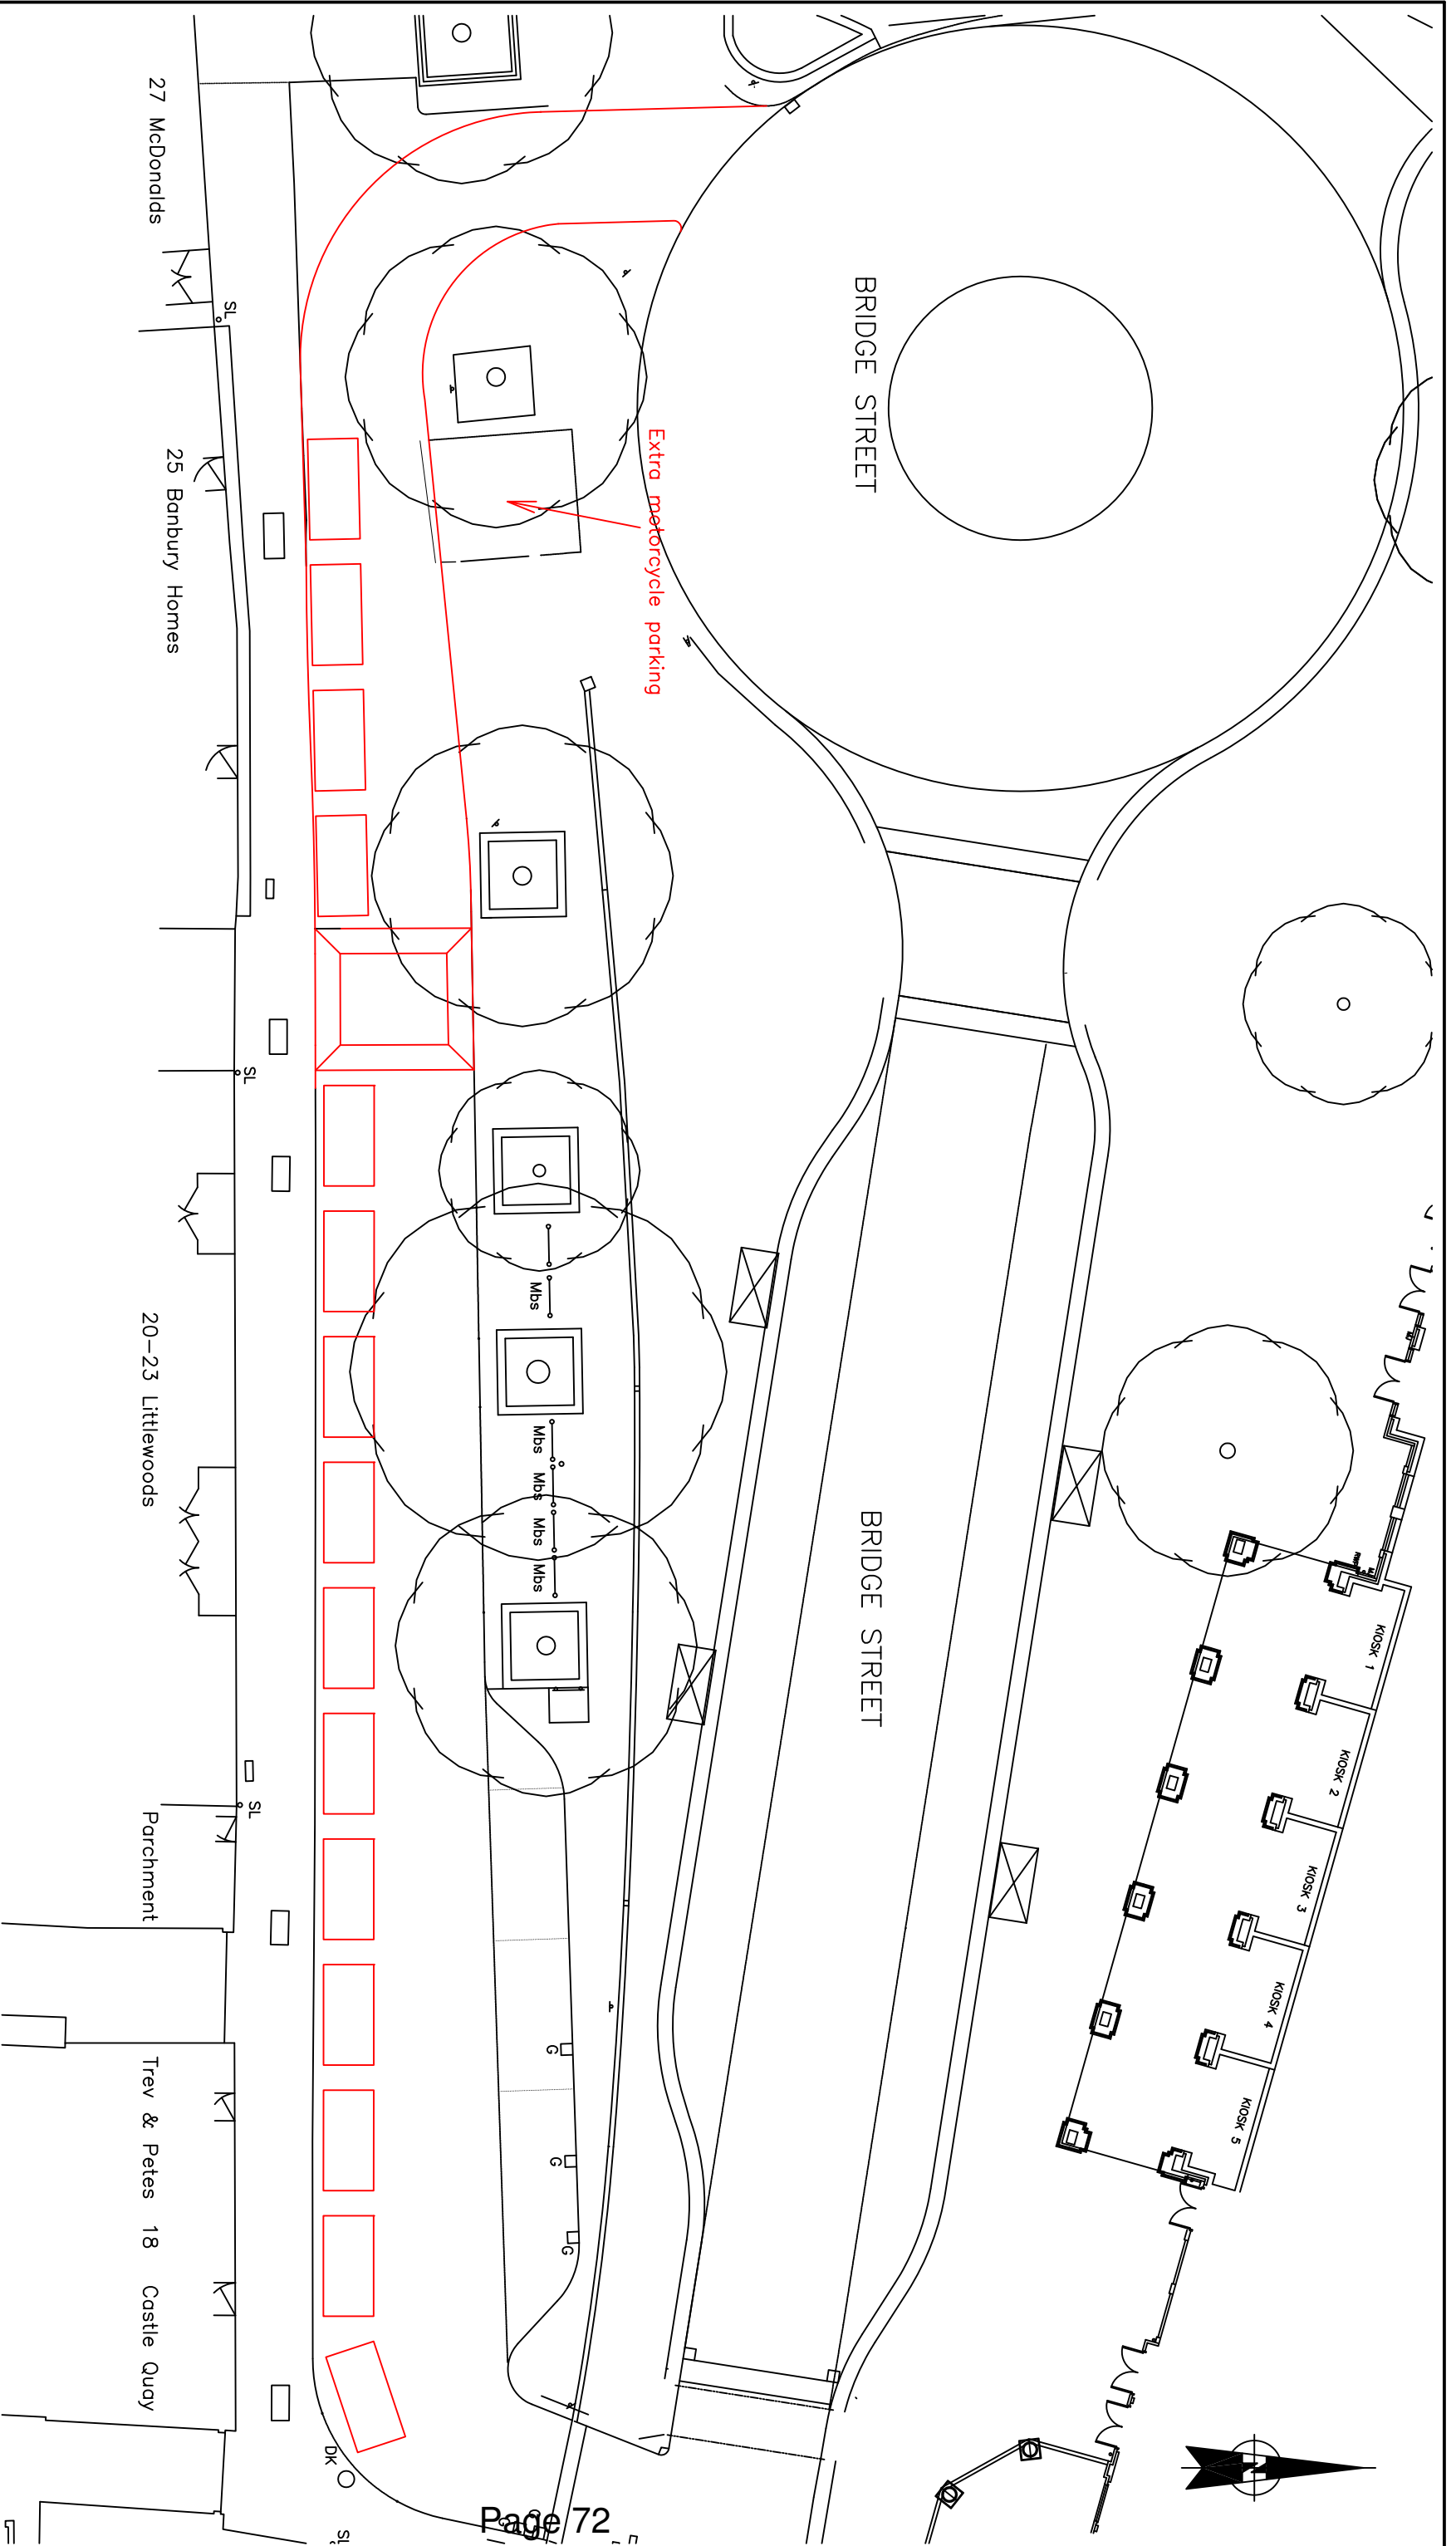 27 McDonalds
SL
25 Banbury Homes
BRIDGE STREET
Extra motorcycle parking
SL
20-23 Littlewoods
Mbs
Mbs
Mbs
Mbs
Mbs
BRIDGE STREET
KIOSK 1
KIOSK 2
KIOSK 3
KIOSK 4
KIOSK 5
SL
Parchment
G
G
G
Trev & Petes 18 Castle Quay
DK
SL
N
Page 72